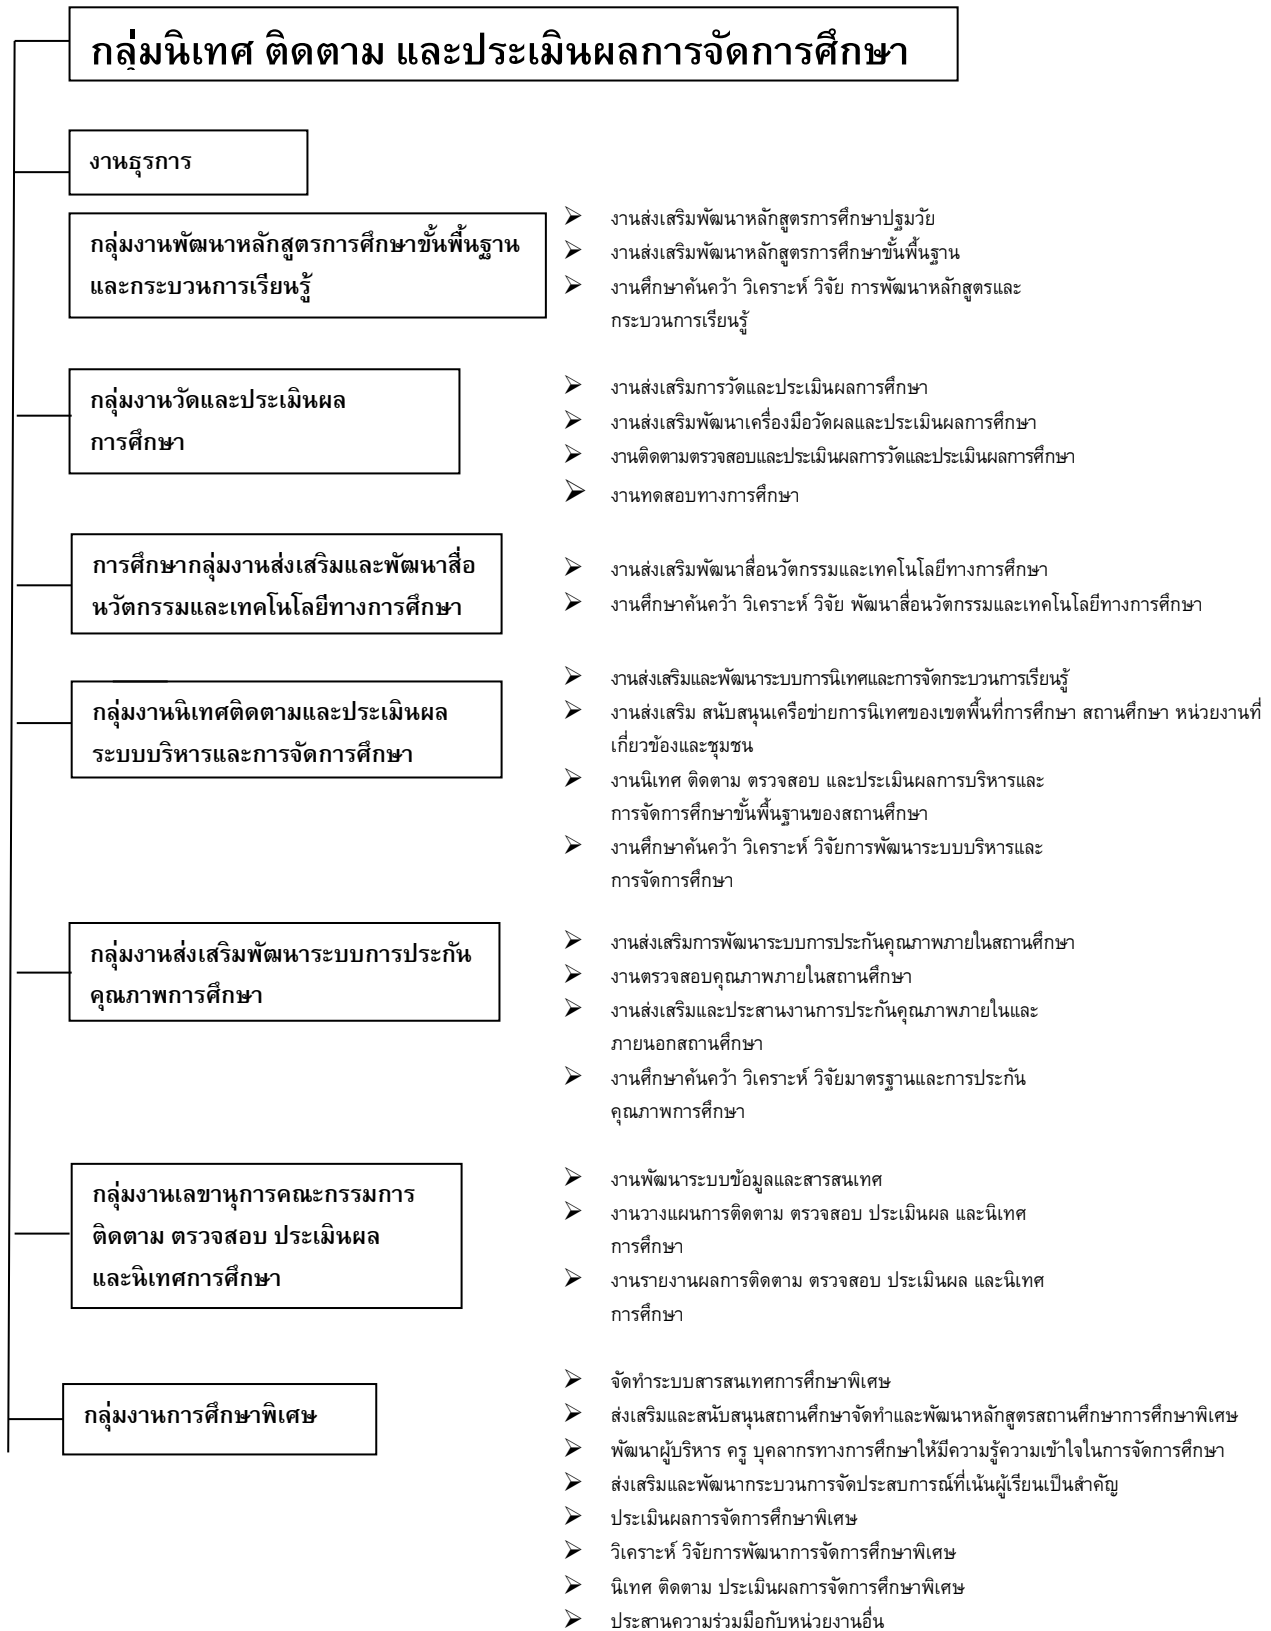 กลุ่มนิเทศ ติดตาม และประเมินผลการจัดการศึกษา
งานธุรการ
กลุ่มงานพัฒนาหลักสูตรการศึกษาขั้นพื้นฐาน
และกระบวนการเรียนรู้
➢ งานส่งเสริมพัฒนาหลักสูตรการศึกษาปฐมวัย
➢ งานส่งเสริมพัฒนาหลักสูตรการศึกษาขั้นพื้นฐาน
➢ งานศึกษาค้นคว้า วิเคราะห์ วิจัย การพัฒนาหลักสูตรและ
กระบวนการเรียนรู้
กลุ่มงานวัดและประเมินผล
การศึกษา
➢ งานส่งเสริมการวัดและประเมินผลการศึกษา
➢ งานส่งเสริมพัฒนาเครื่องมือวัดผลและประเมินผลการศึกษา
➢ งานติดตามตรวจสอบและประเมินผลการวัดและประเมินผลการศึกษา
➢ งานทดสอบทางการศึกษา
การศึกษากลุ่มงานส่งเสริมและพัฒนาสื่อ
นวัตกรรมและเทคโนโลยีทางการศึกษา
➢ งานส่งเสริมพัฒนาสื่อนวัตกรรมและเทคโนโลยีทางการศึกษา
➢ งานศึกษาค้นคว้า วิเคราะห์ วิจัย พัฒนาสื่อนวัตกรรมและเทคโนโลยีทางการศึกษา
กลุ่มงานนิเทศติดตามและประเมินผล
ระบบบริหารและการจัดการศึกษา
➢ งานส่งเสริมและพัฒนาระบบการนิเทศและการจัดกระบวนการเรียนรู้
➢ งานส่งเสริม สนับสนุนเครือข่ายการนิเทศของเขตพื้นที่การศึกษา สถานศึกษา หน่วยงานที่
เกี่ยวข้องและชุมชน
➢ งานนิเทศ ติดตาม ตรวจสอบ และประเมินผลการบริหารและ
การจัดการศึกษาขั้นพื้นฐานของสถานศึกษา
➢ งานศึกษาค้นคว้า วิเคราะห์ วิจัยการพัฒนาระบบบริหารและ
การจัดการศึกษา
กลุ่มงานส่งเสริมพัฒนาระบบการประกัน
คุณภาพการศึกษา
➢ งานส่งเสริมการพัฒนาระบบการประกันคุณภาพภายในสถานศึกษา
➢ งานตรวจสอบคุณภาพภายในสถานศึกษา
➢ งานส่งเสริมและประสานงานการประกันคุณภาพภายในและ
ภายนอกสถานศึกษา
➢ งานศึกษาค้นคว้า วิเคราะห์ วิจัยมาตรฐานและการประกัน
คุณภาพการศึกษา
กลุ่มงานเลขานุการคณะกรรมการ
ติดตาม ตรวจสอบ ประเมินผล
และนิเทศการศึกษา
➢ งานพัฒนาระบบข้อมูลและสารสนเทศ
➢ งานวางแผนการติดตาม ตรวจสอบ ประเมินผล และนิเทศ
การศึกษา
➢ งานรายงานผลการติดตาม ตรวจสอบ ประเมินผล และนิเทศ
การศึกษา
กลุ่มงานการศึกษาพิเศษ
➢ จัดทำระบบสารสนเทศการศึกษาพิเศษ
➢ ส่งเสริมและสนับสนุนสถานศึกษาจัดทำและพัฒนาหลักสูตรสถานศึกษาการศึกษาพิเศษ
➢ พัฒนาผู้บริหาร ครู บุคลากรทางการศึกษาให้มีความรู้ความเข้าใจในการจัดการศึกษา
➢ ส่งเสริมและพัฒนากระบวนการจัดประสบการณ์ที่เน้นผู้เรียนเป็นสำคัญ
➢ ประเมินผลการจัดการศึกษาพิเศษ
➢ วิเคราะห์ วิจัยการพัฒนาการจัดการศึกษาพิเศษ
➢ นิเทศ ติดตาม ประเมินผลการจัดการศึกษาพิเศษ
➢ ประสานความร่วมมือกับหน่วยงานอื่น